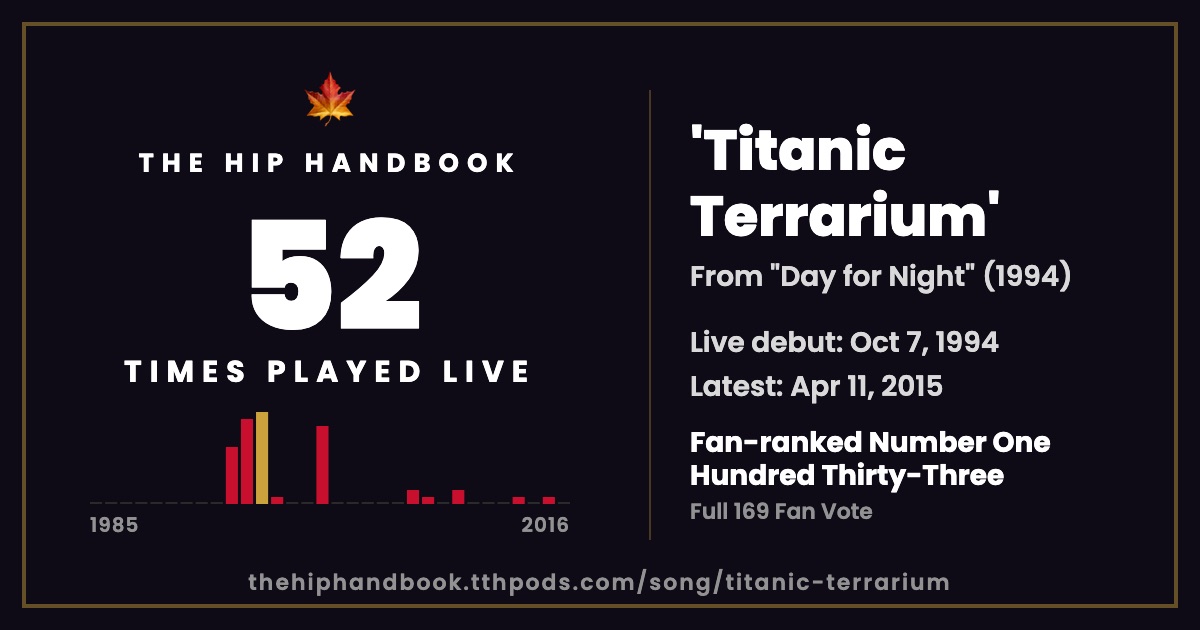 THE HIP HANDBOOK
52
TIMES PLAYED LIVE
1985
2016
'Titanic
Terrarium'
From "Day for Night" (1994)
Live debut: Oct 7, 1994
Latest: Apr 11, 2015
Fan-ranked Number One
Hundred Thirty-Three
Full 169 Fan Vote
thehiphandbook.tthpods.com/song/titanic-terrarium